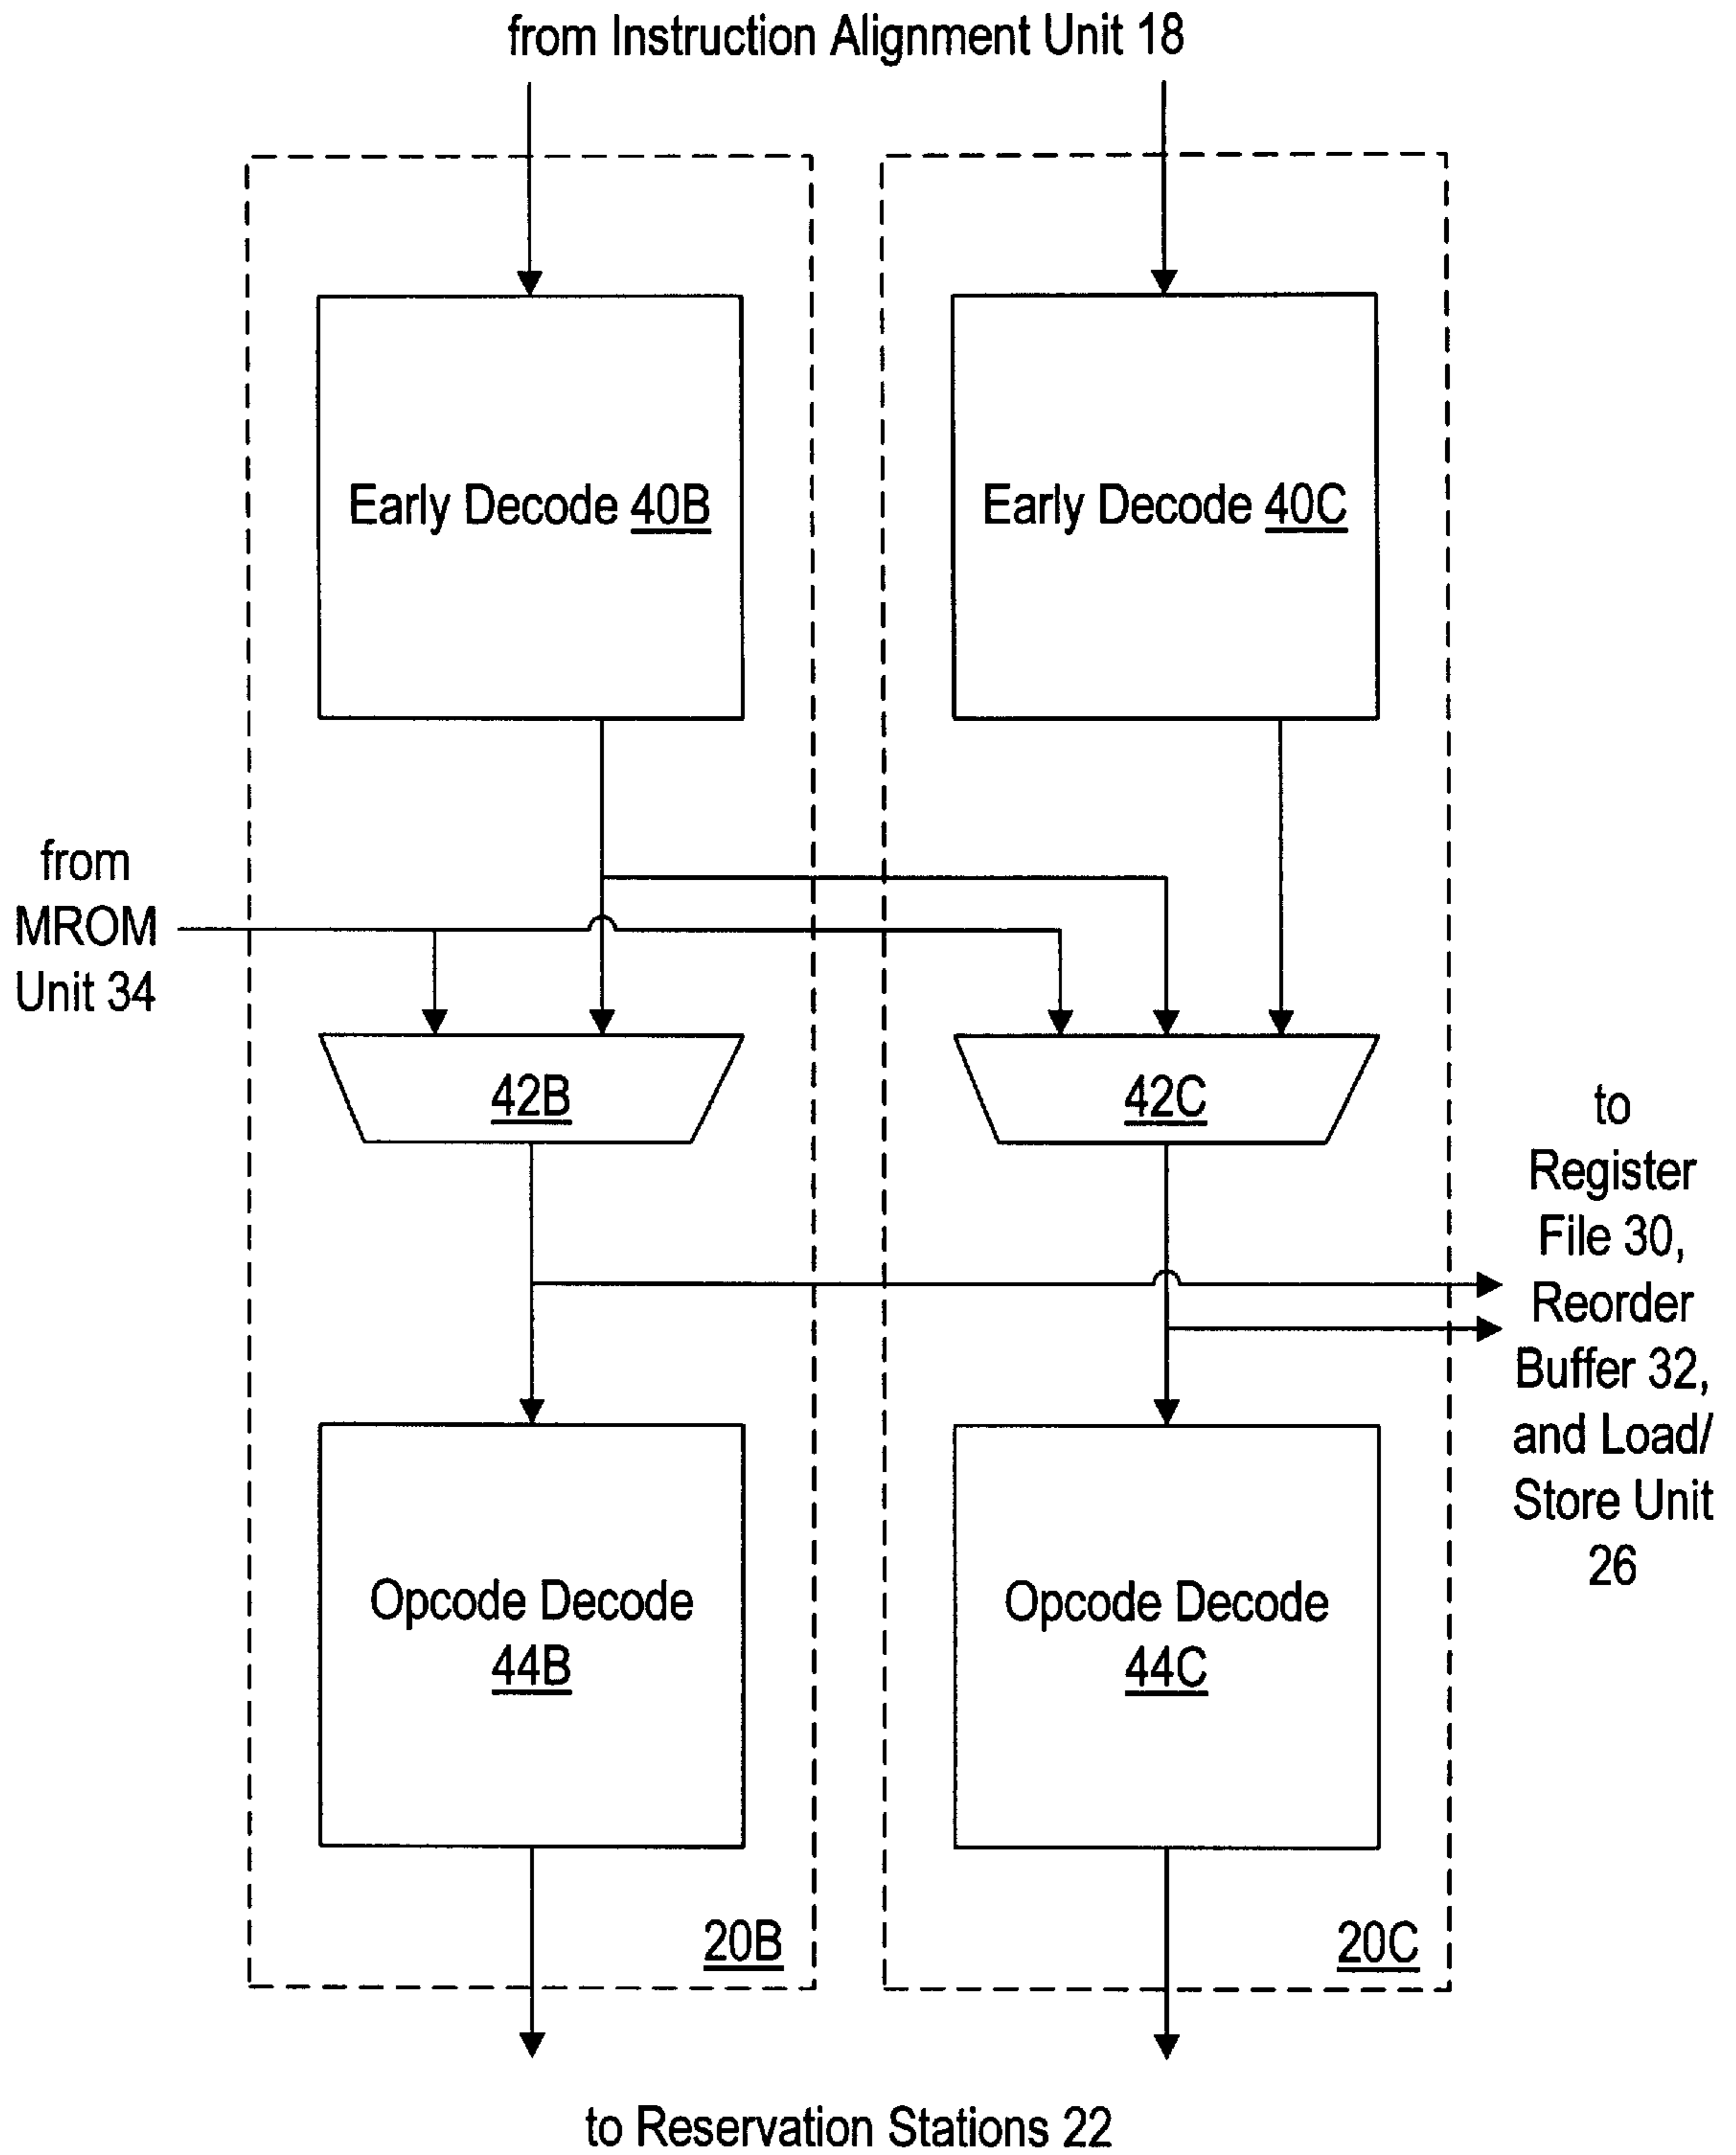 from Instruction Alignment Unit 18
Early Decode 40B
Early Decode 40C
from
MROM
Unit 34
42B
42C
to
Register
File 30,
Reorder
Buffer 32,
and Load/
Store Unit
26
Opcode Decode
44B
Opcode Decode
44C
20B
20C
to Reservation Stations 22